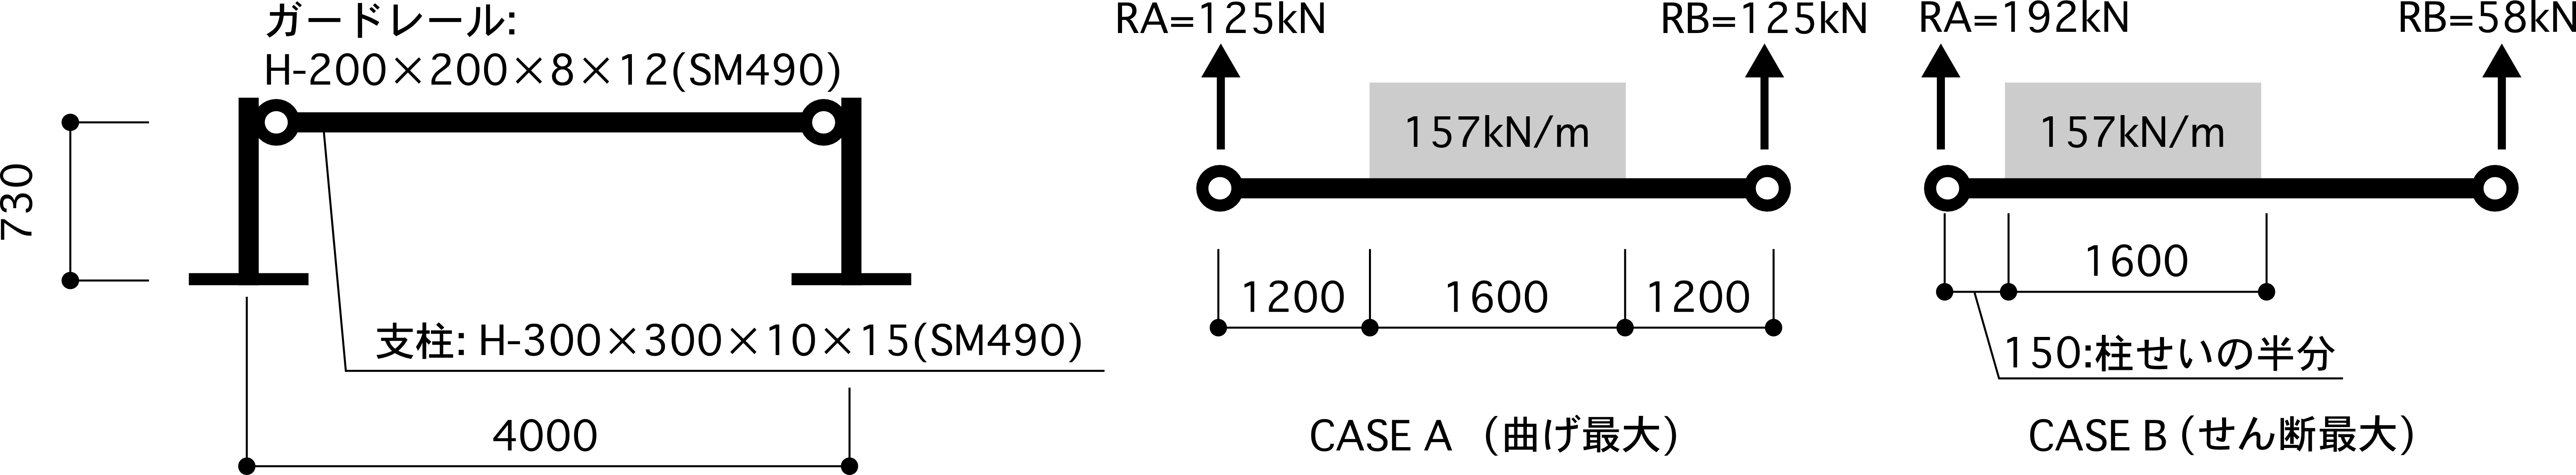 ガードレール:
H-200×200×8×12(SM490)
730
支柱: H-300×300×10×15(SM490)
4000
RA=125kN
RB=125kN
157kN/m
1200
1600
1200
CASE A (曲げ最大)
RA=192kN
RB=58kN
157kN/m
1600
150:柱せいの半分
CASE B (せん断最大)